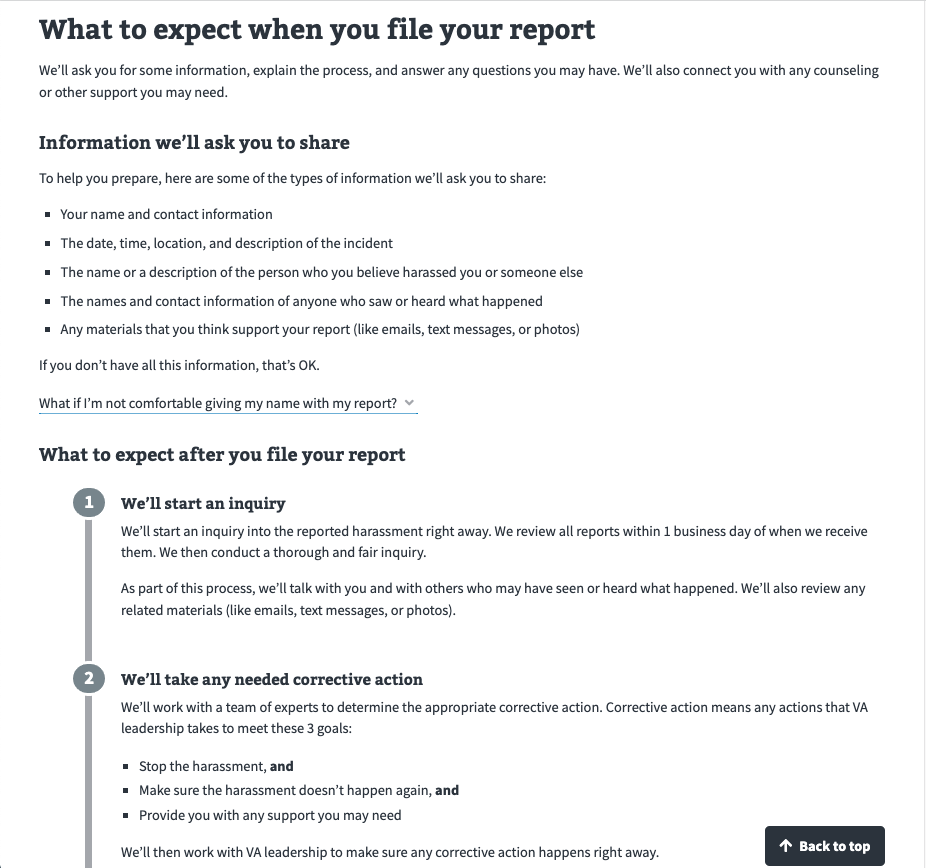 What to expect when you file your report
We'll ask you for some information, explain the process, and answer any questions you may have. We'll also connect you with any counseling
or other support you may need.
Information we'll ask you to share
To help you prepare, here are some of the types of information we'll ask you to share:
Your name and contact information
The date, time, location, and description of the incident
The name or a description of the person who you believe harassed you or someone else
The names and contact information of anyone who saw or heard what happened
Any materials that you think support your report (like emails, text messages, or photos)
If you don't have all this information, that's OK.
What if I'm not comfortable giving my name with my report?
What to expect after you file your report
1
We'll start an inquiry
We'll start an inquiry into the reported harassment right away. We review all reports within 1 business day of when we receive
them. We then conduct a thorough and fair inquiry.
As part of this process, we'll talk with you and with others who may have seen or heard what happened. We'll also review any
related materials (like emails, text messages, or photos).
2
We'll take any needed corrective action
We'll work with a team of experts to determine the appropriate corrective action. Corrective action means any actions that VA
leadership takes to meet these 3 goals:
Stop the harassment, and
Make sure the harassment doesn't happen again, and
Provide you with any support you may need
We'll then work with VA leadership to make sure any corrective action happens right away.
Back to top